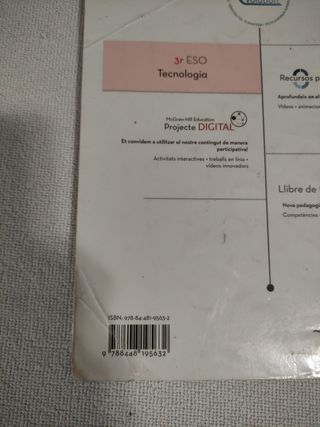 3r ESO
Tecnologia
McGraw-Hill Education
Projecte DIGITAL
Et convidem a utilitzar el nostre contingut de manera
participativa!
Activitats interactives • treballs en línia •
vídeos innovadors
Recursos
Aprofundeix en el
Vídeos • animacion
Llibre de
Nova pedagogi
Competències
ISBN: 978-84-481-9563-2
9 788448 195632